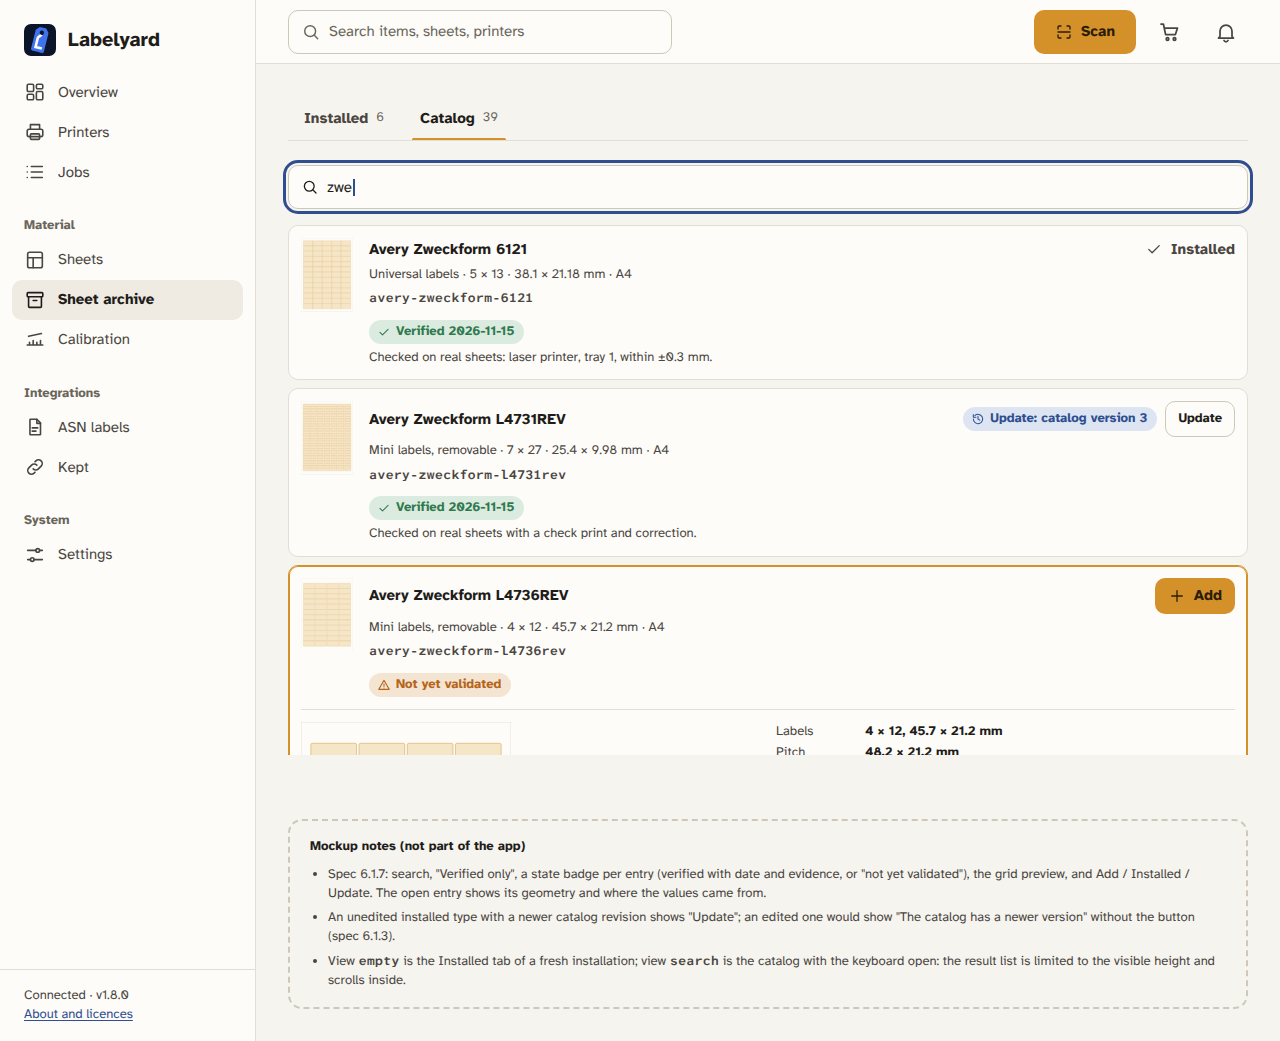 Labelyard
Overview
Printers
Jobs
Material
Sheets
Sheet archive
Calibration
Integrations
ASN labels
Kept
System
Settings
Connected · v1.8.0
About and licences
Search items, sheets, printers
Scan
Installed 6
Catalog 39
zwe
Avery Zweckform 6121
Installed
Universal labels · 5 × 13 · 38.1 × 21.18 mm · A4
avery-zweckform-6121
Verified 2026-11-15
Checked on real sheets: laser printer, tray 1, within ±0.3 mm.
Avery Zweckform L4731REV
Update: catalog version 3
Update
Mini labels, removable · 7 × 27 · 25.4 × 9.98 mm · A4
avery-zweckform-l4731rev
Verified 2026-11-15
Checked on real sheets with a check print and correction.
Avery Zweckform L4736REV
Add
Mini labels, removable · 4 × 12 · 45.7 × 21.2 mm · A4
avery-zweckform-l4736rev
Not yet validated
Labels 4 × 12, 45.7 × 21.2 mm
Pitch 48.2 × 21.2 mm
Mockup notes (not part of the app)
• Spec 6.1.7: search, "Verified only", a state badge per entry (verified with date and evidence, or "not yet validated"), the grid preview, and Add / Installed /
Update. The open entry shows its geometry and where the values came from.
• An unedited installed type with a newer catalog revision shows "Update"; an edited one would show "The catalog has a newer version" without the button
(spec 6.1.3).
• View empty is the Installed tab of a fresh installation; view search is the catalog with the keyboard open: the result list is limited to the visible height and
scrolls inside.